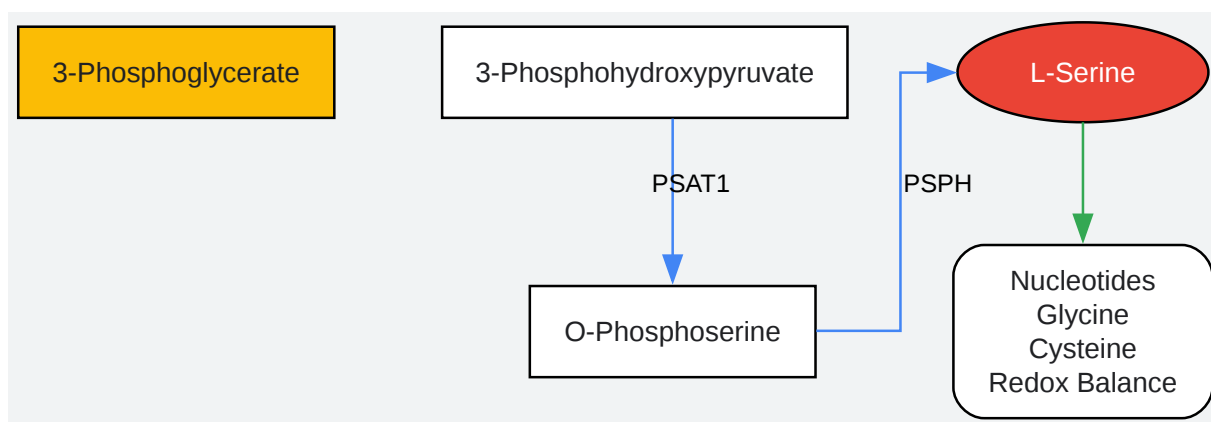 3-Phosphoglycerate
3-Phosphohydroxypyruvate
L-Serine
PSAT1
PSPH
O-Phosphoserine
Nucleotides
Glycine
Cysteine
Redox Balance